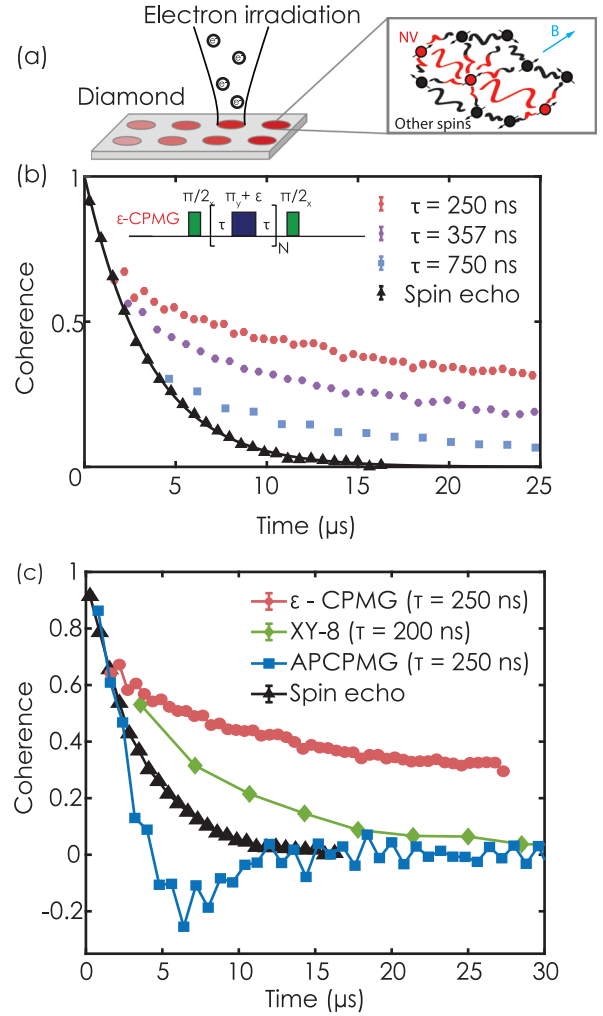 Electron irradiation
(a)
Diamond
NV
B
Other spins
(b)
1
0.5
0
Coherence
ε-CPMG
π/2ₓ
π_y + ε
π/2ₓ
τ
τ
N
τ = 250 ns
τ = 357 ns
τ = 750 ns
Spin echo
5
10
15
20
25
Time (μs)
(c)
1
0.8
0.6
0.4
0.2
0
-0.2
Coherence
ε - CPMG (τ = 250 ns)
XY-8 (τ = 200 ns)
APCPMG (τ = 250 ns)
Spin echo
0
5
10
15
20
25
30
Time (μs)